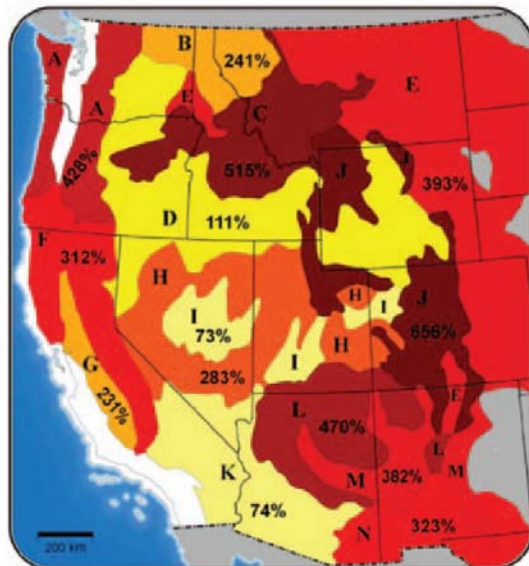 B
A
241%
E
E
A
C
J
J
428%
515%
393%
D
111%
F
312%
H
H
I
J
I
73%
656%
H
G
283%
I
231%
E
L
470%
L
K
M
382%
M
74%
N
323%
200 km